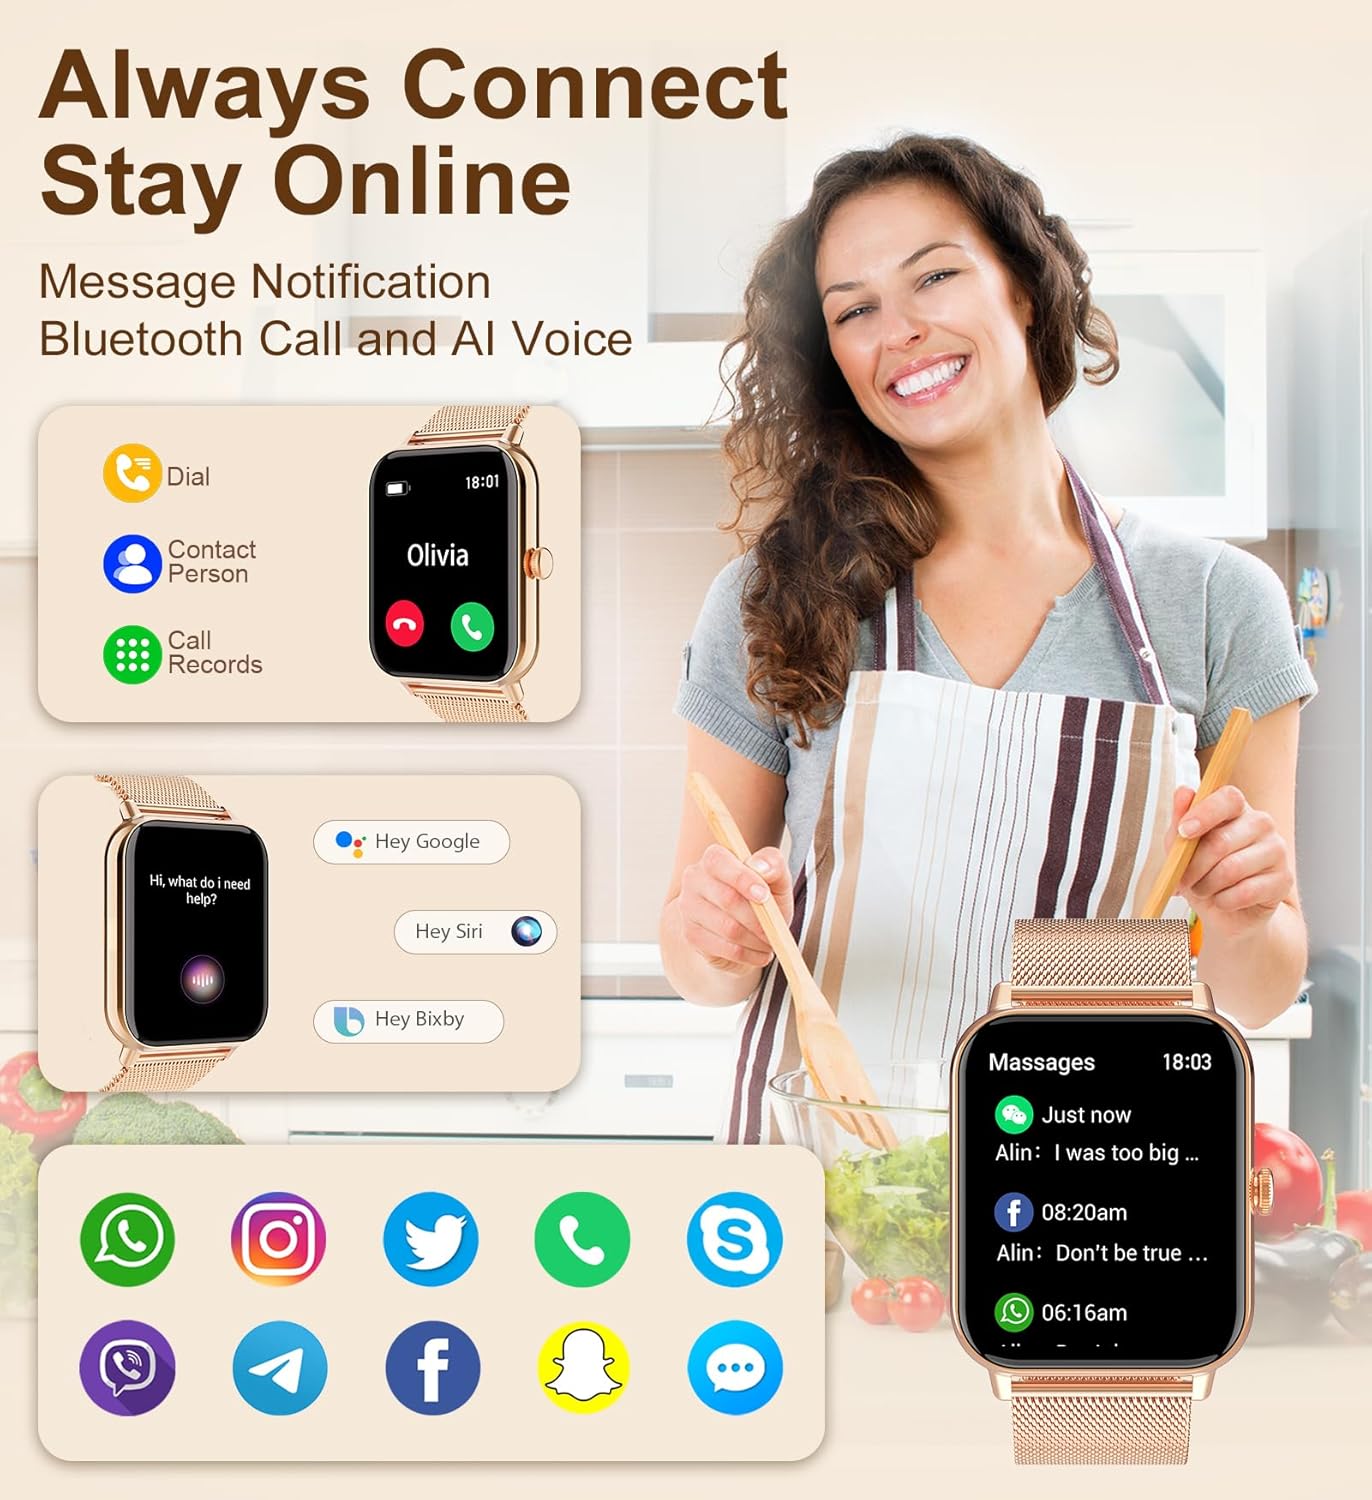 Always Connect
Stay Online
Message Notification
Bluetooth Call and AI Voice
Dial
Contact
Person
Call
Records
18:01
Olivia
Hi, what do i need
help?
Hey Google
Hey Siri
Hey Bixby
Massages 18:03
Just now
Alin: I was too big ...
08:20am
Alin: Don't be true ...
06:16am